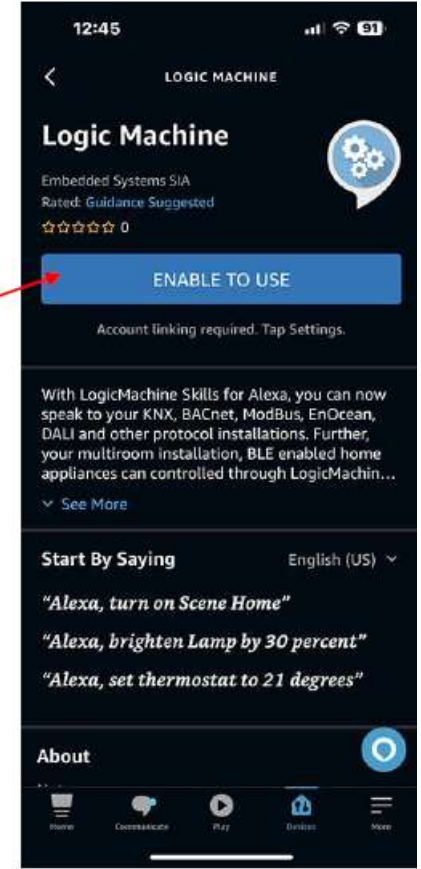 12:45
91
LOGIC MACHINE
Logic Machine
Embedded Systems SIA
Rated: Guidance Suggested
0
ENABLE TO USE
Account linking required. Tap Settings.
With LogicMachine Skills for Alexa, you can now
speak to your KNX, BACnet, ModBus, EnOcean,
DALI and other protocol installations. Further,
your multiroom installation, BLE enabled home
appliances can controlled through LogicMachin...
See More
Start By Saying English (US)
“Alexa, turn on Scene Home”
“Alexa, brighten Lamp by 30 percent”
“Alexa, set thermostat to 21 degrees”
About
Home Communicate Play Devices More